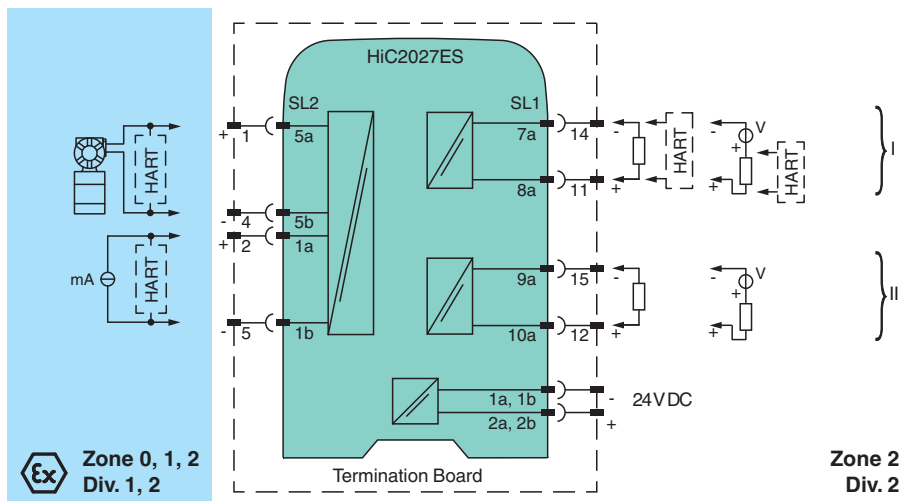 HiC2027ES
SL2 SL1
+ 1 5a 7a 14 - - V
+
HART HART HART I
8a 11 + +
- 4 5b
+ 2 1a
9a 15 - - V
+
mA HART II
- 5 1b 10a 12 + +
1a, 1b - 24V DC
2a, 2b +
Ex Zone 0, 1, 2
Div. 1, 2
Termination Board
Zone 2
Div. 2